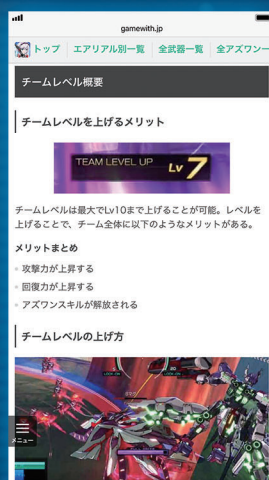 gamewith.jp
トップ エアリアル別一覧 全武器一覧 全アズワン一
チームレベル概要
チームレベルを上げるメリット
TEAM LEVEL UP Lv 7
チームレベルは最大でLv10まで上げることが可能。レベルを
上げることで、チーム全体に以下のようなメリットがある。
メリットまとめ
攻撃力が上昇する
回復力が上昇する
アズワンスキルが解放される
チームレベルの上げ方
LOCK-ON LOCK-ON
メニュー